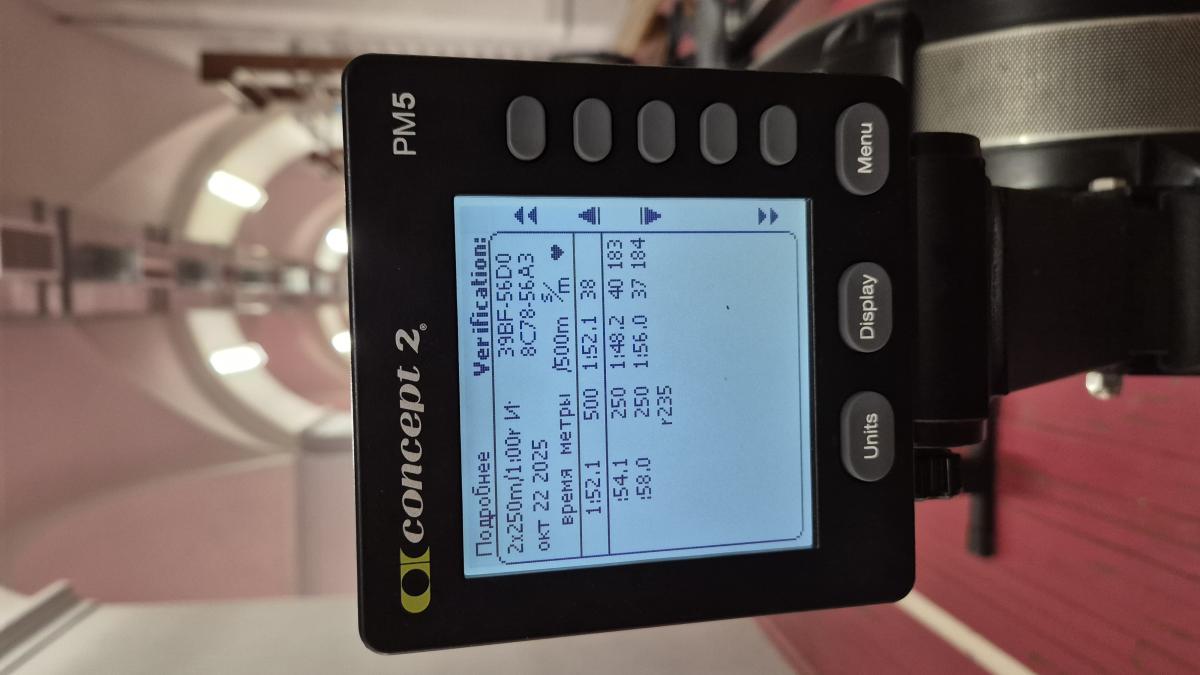 concept 2® PM5
Подробнее Verification:
2x250m/1:00r И· 39BF-56D0
окт 22 2025 8C78-56A3
время метры /500m s/m ♥
1:52.1 500 1:52.1 38
:54.1 250 1:48.2 40 183
:58.0 250 1:56.0 37 184
r235
Units Display Menu